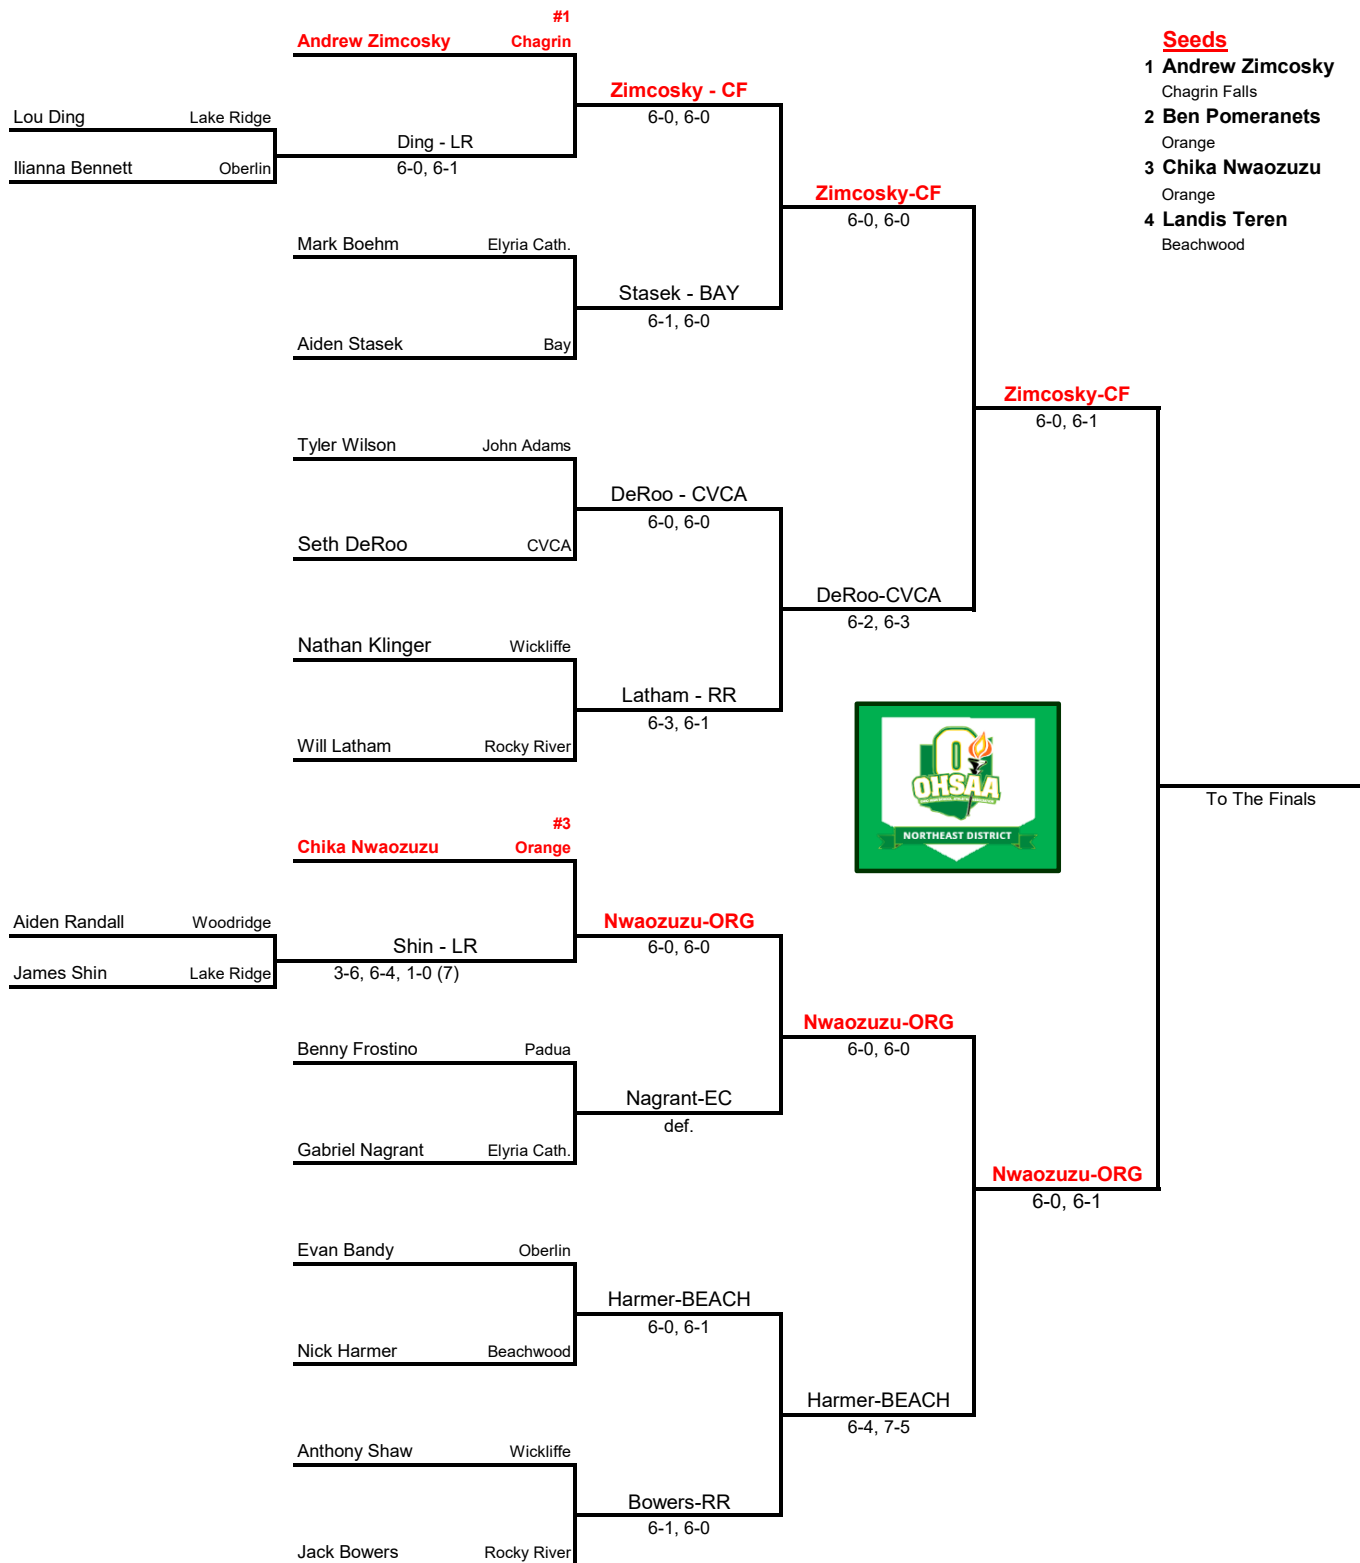 #1
Andrew Zimcosky Chagrin
Seeds
1 Andrew Zimcosky
Chagrin Falls
2 Ben Pomeranets
Orange
3 Chika Nwaozuzu
Orange
4 Landis Teren
Beachwood
Zimcosky - CF
6-0, 6-0
Lou Ding Lake Ridge
Ding - LR
6-0, 6-1
Ilianna Bennett Oberlin
Zimcosky-CF
6-0, 6-0
Mark Boehm Elyria Cath.
Stasek - BAY
6-1, 6-0
Aiden Stasek Bay
Zimcosky-CF
6-0, 6-1
Tyler Wilson John Adams
DeRoo - CVCA
6-0, 6-0
Seth DeRoo CVCA
DeRoo-CVCA
6-2, 6-3
Nathan Klinger Wickliffe
Latham - RR
6-3, 6-1
Will Latham Rocky River
OHSAA
NORTHEAST DISTRICT
To The Finals
#3
Chika Nwaozuzu Orange
Aiden Randall Woodridge
Nwaozuzu-ORG
6-0, 6-0
Shin - LR
3-6, 6-4, 1-0 (7)
James Shin Lake Ridge
Nwaozuzu-ORG
6-0, 6-0
Benny Frostino Padua
Nagrant-EC
def.
Gabriel Nagrant Elyria Cath.
Nwaozuzu-ORG
6-0, 6-1
Evan Bandy Oberlin
Harmer-BEACH
6-0, 6-1
Nick Harmer Beachwood
Harmer-BEACH
6-4, 7-5
Anthony Shaw Wickliffe
Bowers-RR
6-1, 6-0
Jack Bowers Rocky River